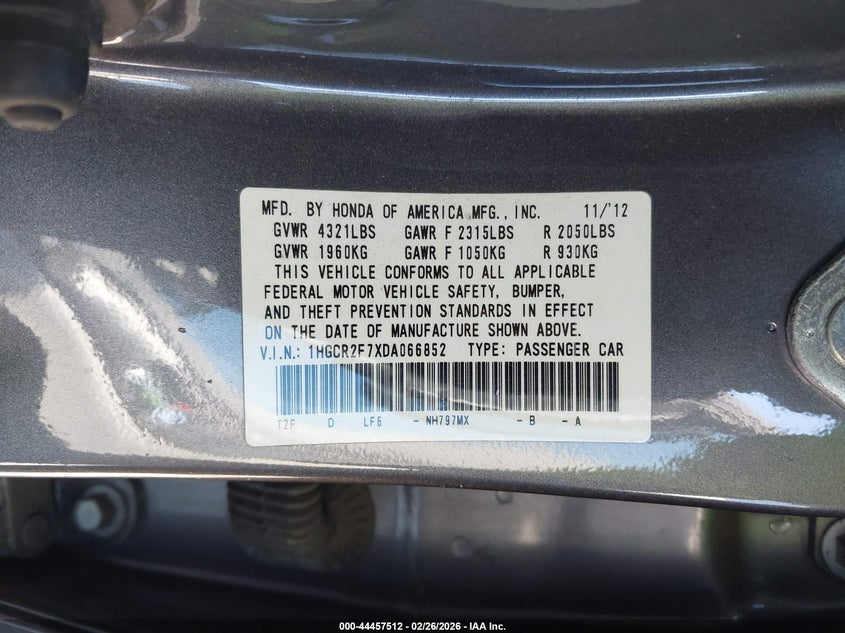 MFD. BY HONDA OF AMERICA MFG., INC. 11/'12
GVWR 4321LBS GAWR F 2315LBS R 2050LBS
GVWR 1960KG GAWR F 1050KG R 930KG
THIS VEHICLE CONFORMS TO ALL APPLICABLE
FEDERAL MOTOR VEHICLE SAFETY, BUMPER,
AND THEFT PREVENTION STANDARDS IN EFFECT
ON THE DATE OF MANUFACTURE SHOWN ABOVE.
V.I.N.: 1HGCR2F7XDA066852 TYPE: PASSENGER CAR
T2F D LF6 - NH797MX - B - A
000-44457512 - 02/26/2026 - IAA Inc.